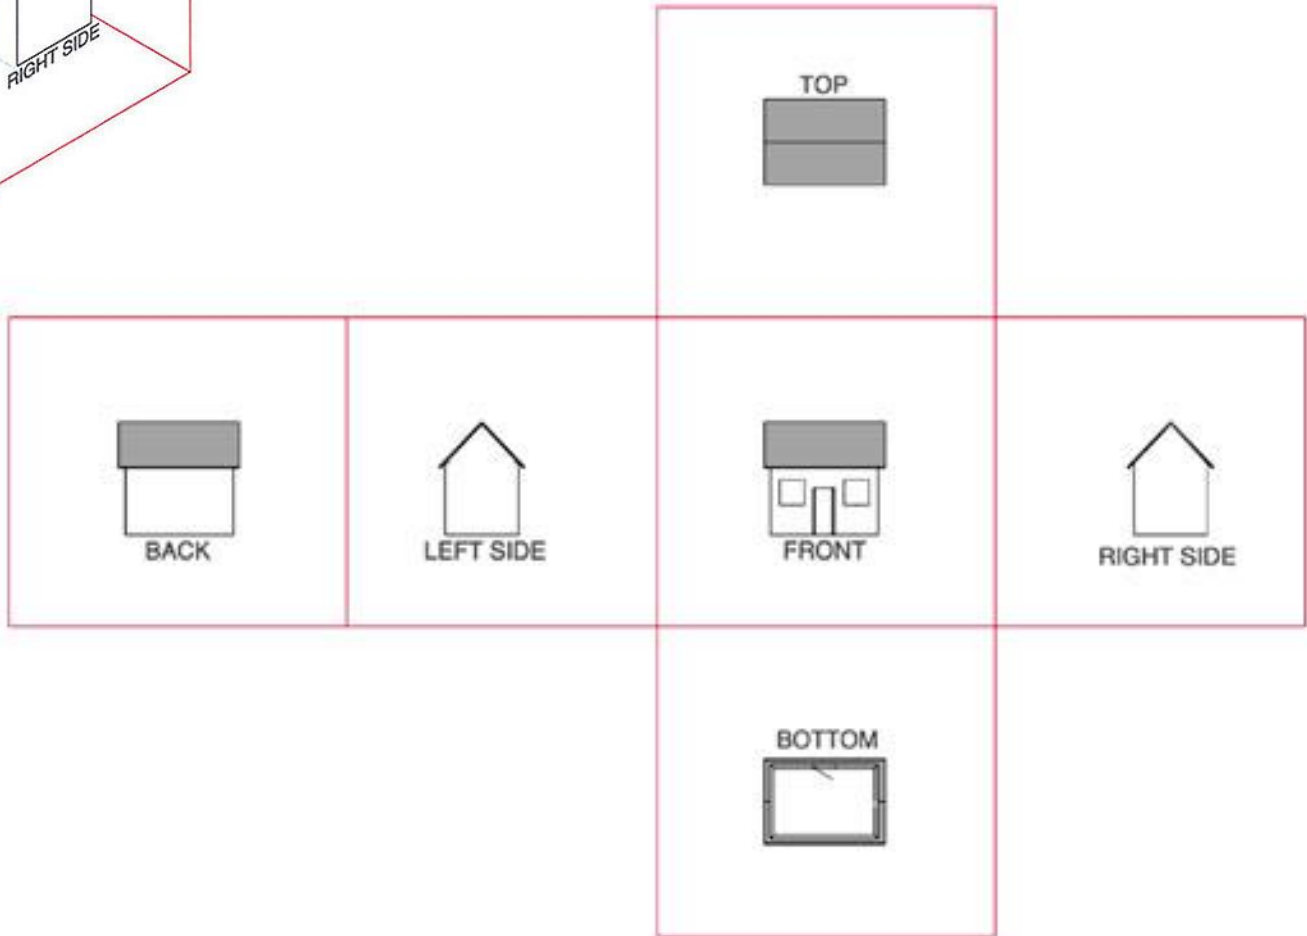 RIGHT SIDE
TOP
BACK
LEFT SIDE
FRONT
RIGHT SIDE
BOTTOM